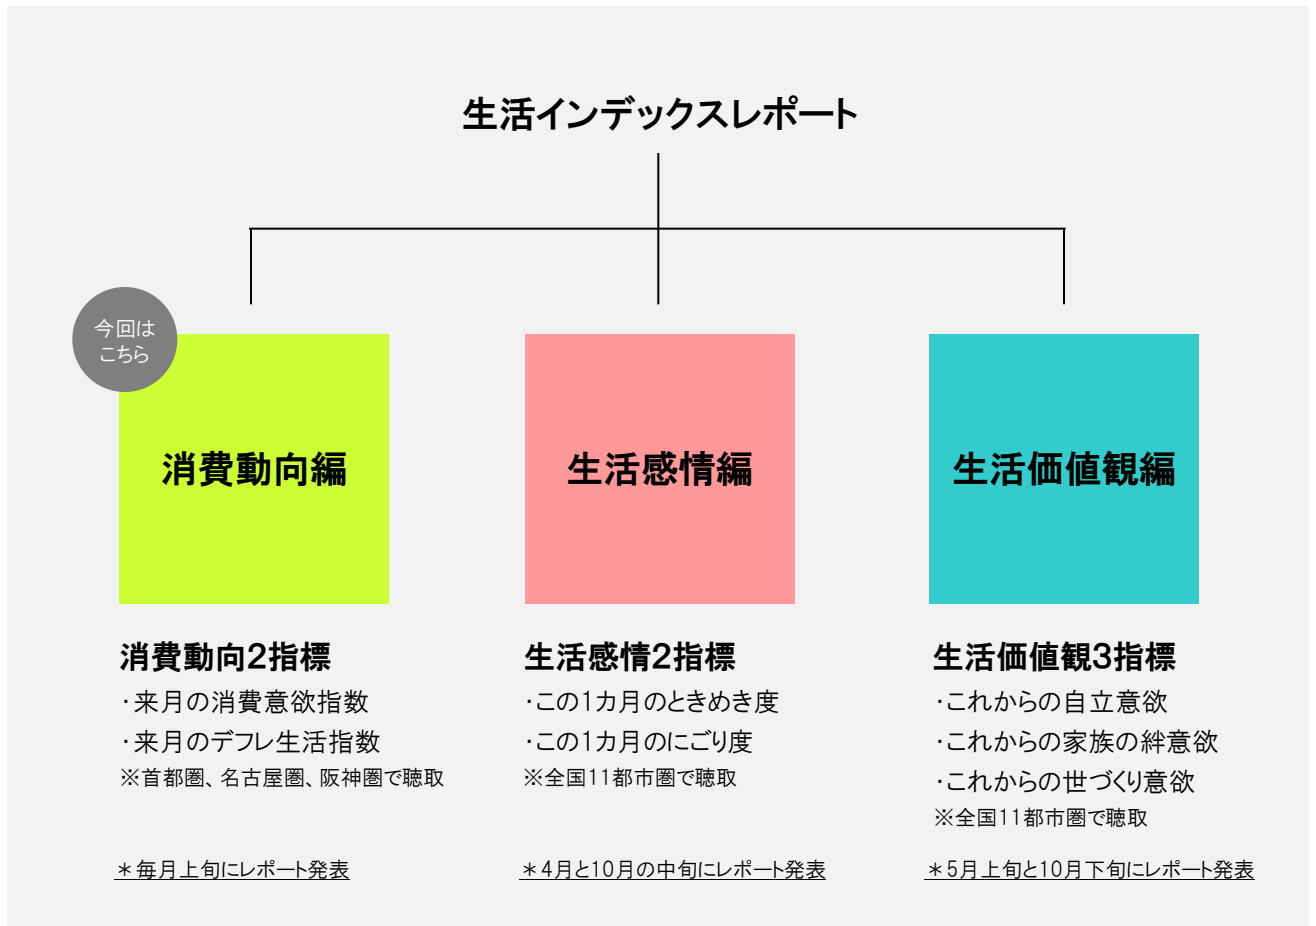 生活インデックスレポート
今回は
こちら
消費動向編
生活感情編
生活価値観編
消費動向2指標
・来月の消費意欲指数
・来月のデフレ生活指数
※首都圏、名古屋圏、阪神圏で聴取
＊毎月上旬にレポート発表
生活感情2指標
・この1カ月のときめき度
・この1カ月のにごり度
※全国11都市圏で聴取
＊4月と10月の中旬にレポート発表
生活価値観3指標
・これからの自立意欲
・これからの家族の絆意欲
・これからの世づくり意欲
※全国11都市圏で聴取
＊5月上旬と10月下旬にレポート発表